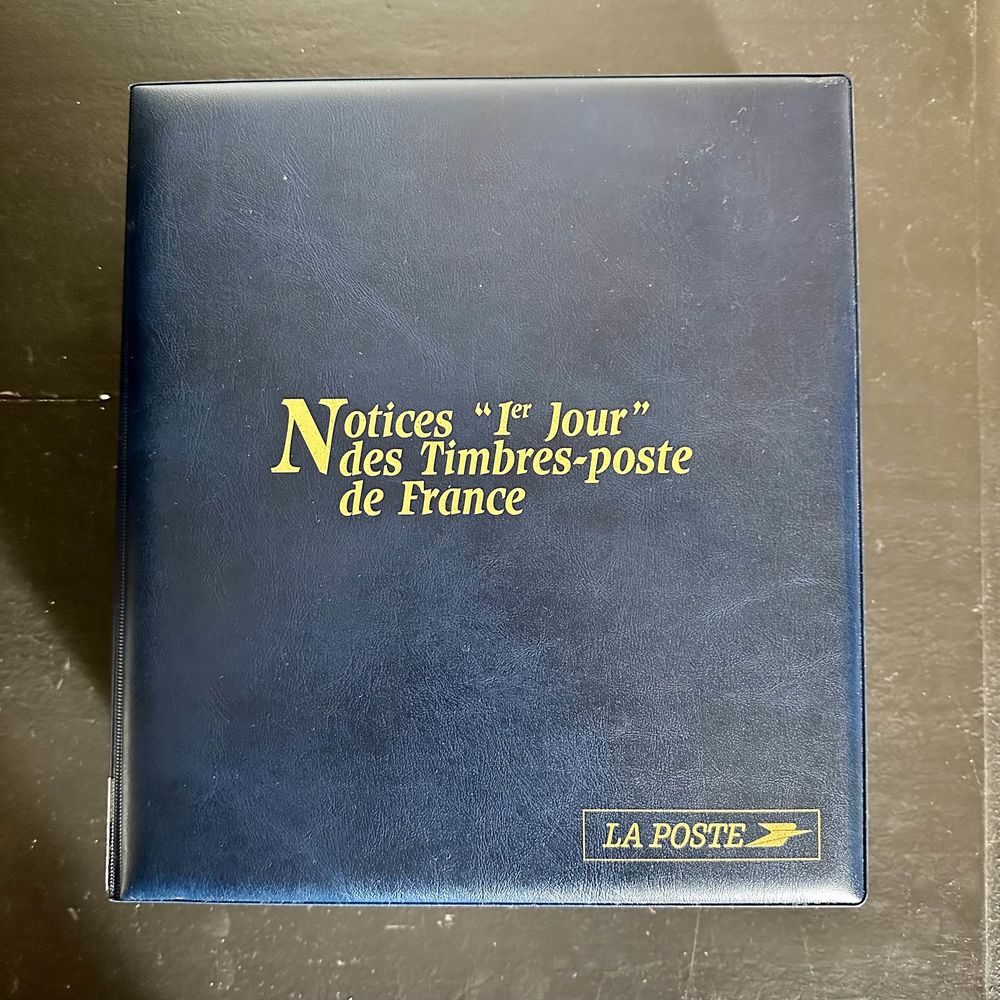 Notices “1er Jour”
des Timbres-poste
de France
LA POSTE